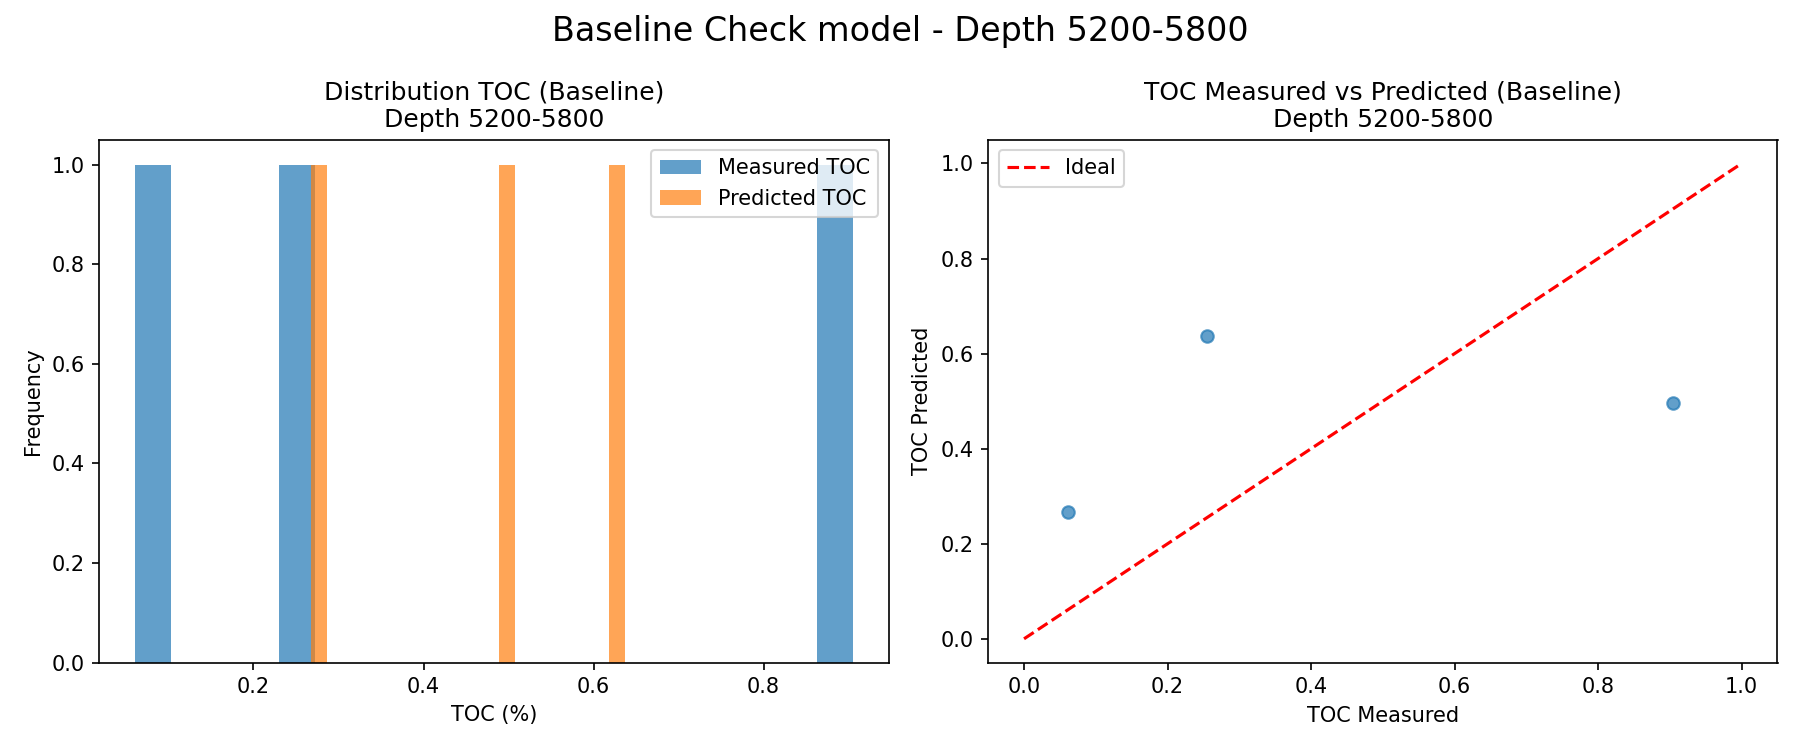 Baseline Check model - Depth 5200-5800
Distribution TOC (Baseline)
Depth 5200-5800
Measured TOC
Predicted TOC
1.0
0.8
0.6
0.4
0.2
0.0
Frequency
0.2 0.4 0.6 0.8
TOC (%)
TOC Measured vs Predicted (Baseline)
Depth 5200-5800
Ideal
1.0
0.8
0.6
0.4
0.2
0.0
TOC Predicted
0.0 0.2 0.4 0.6 0.8 1.0
TOC Measured